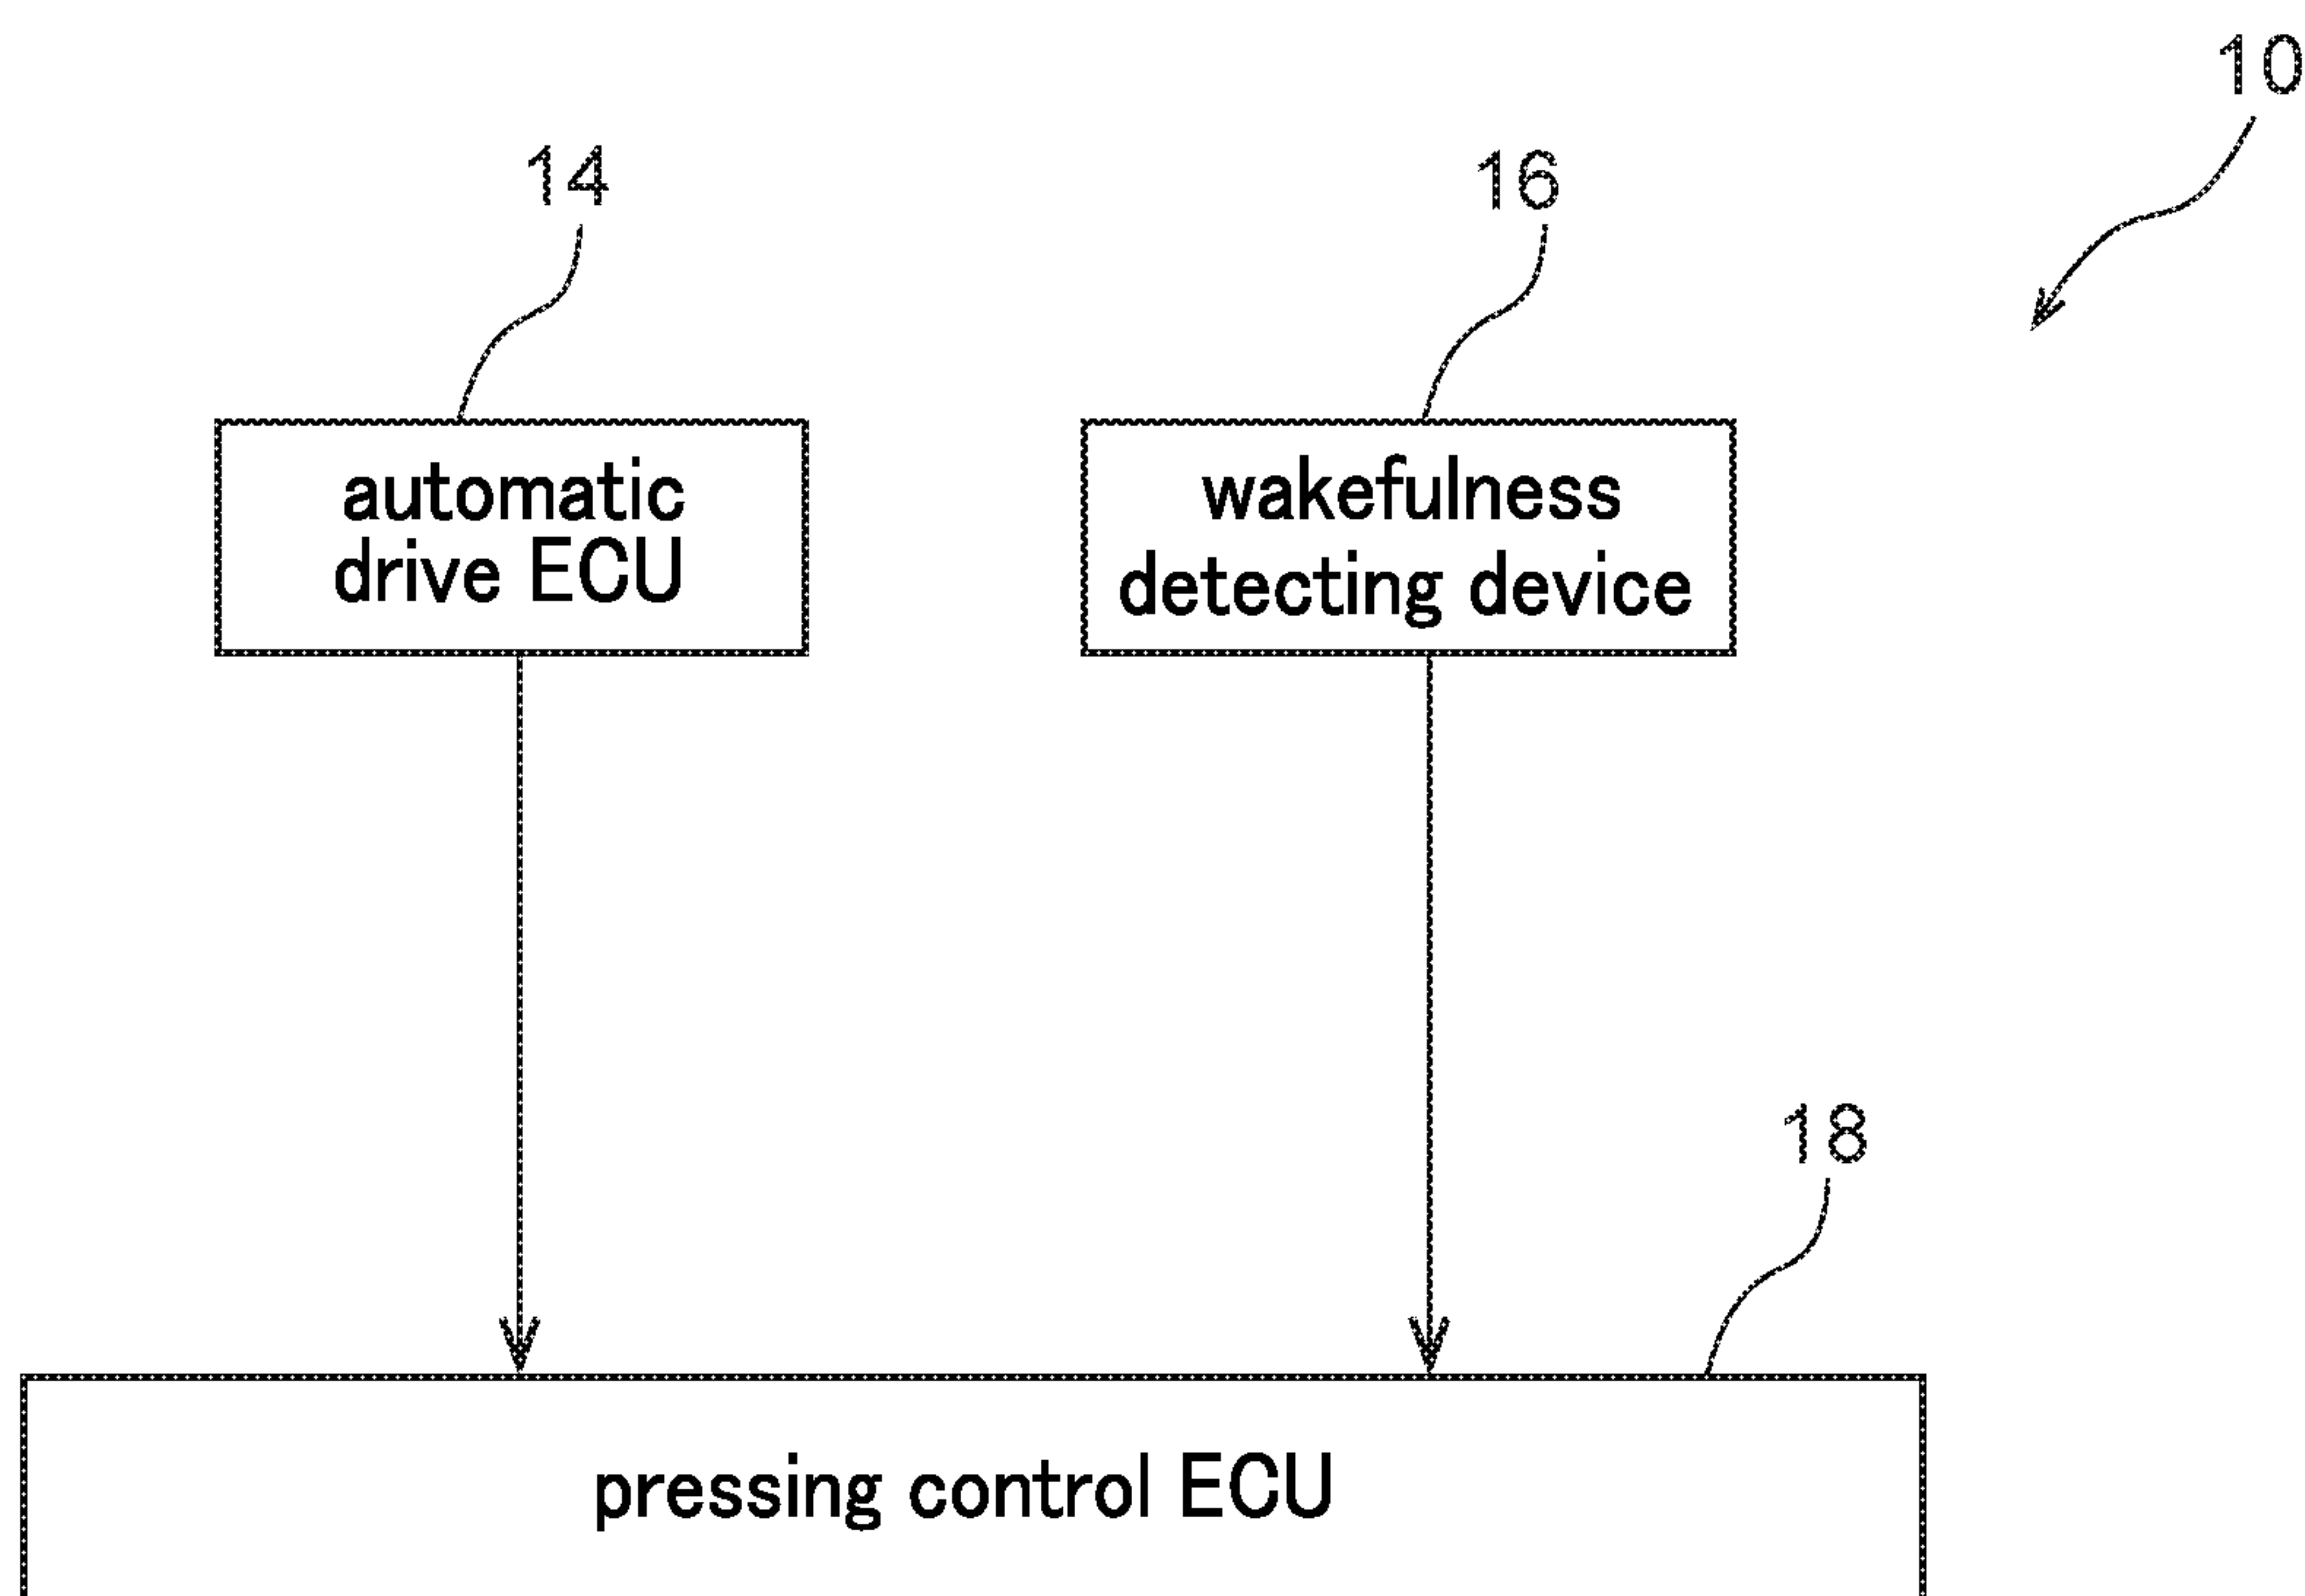 10
14
16
automatic
drive ECU
wakefulness
detecting device
18
pressing control ECU